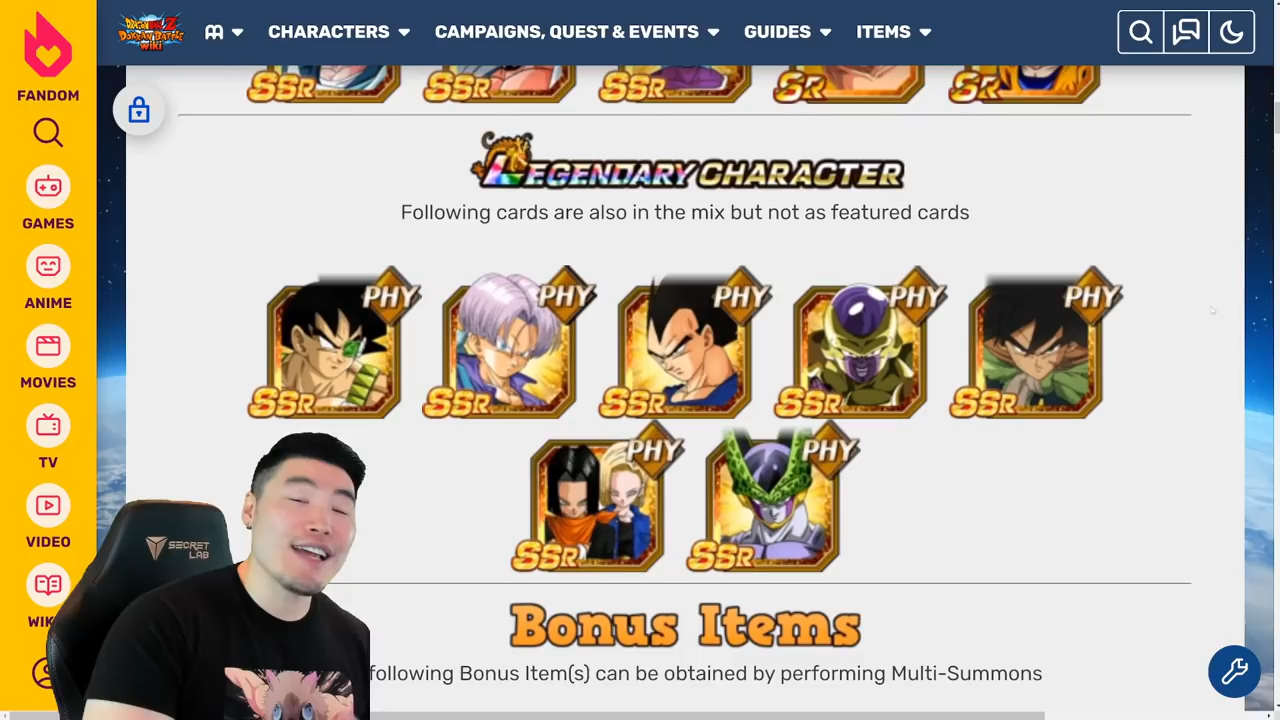 FANDOM
GAMES
ANIME
MOVIES
TV
VIDEO
WIK
DRAGON BALL Z
DOKKAN BATTLE
WIKI
CHARACTERS
CAMPAIGNS, QUEST & EVENTS
GUIDES
ITEMS
SSR SSR SSR SR SR
LEGENDARY CHARACTER
Following cards are also in the mix but not as featured cards
PHY PHY PHY PHY PHY
SSR SSR SSR SSR SSR
PHY PHY
SSR SSR
Bonus Items
following Bonus Item(s) can be obtained by performing Multi-Summons
SECRET
LAB